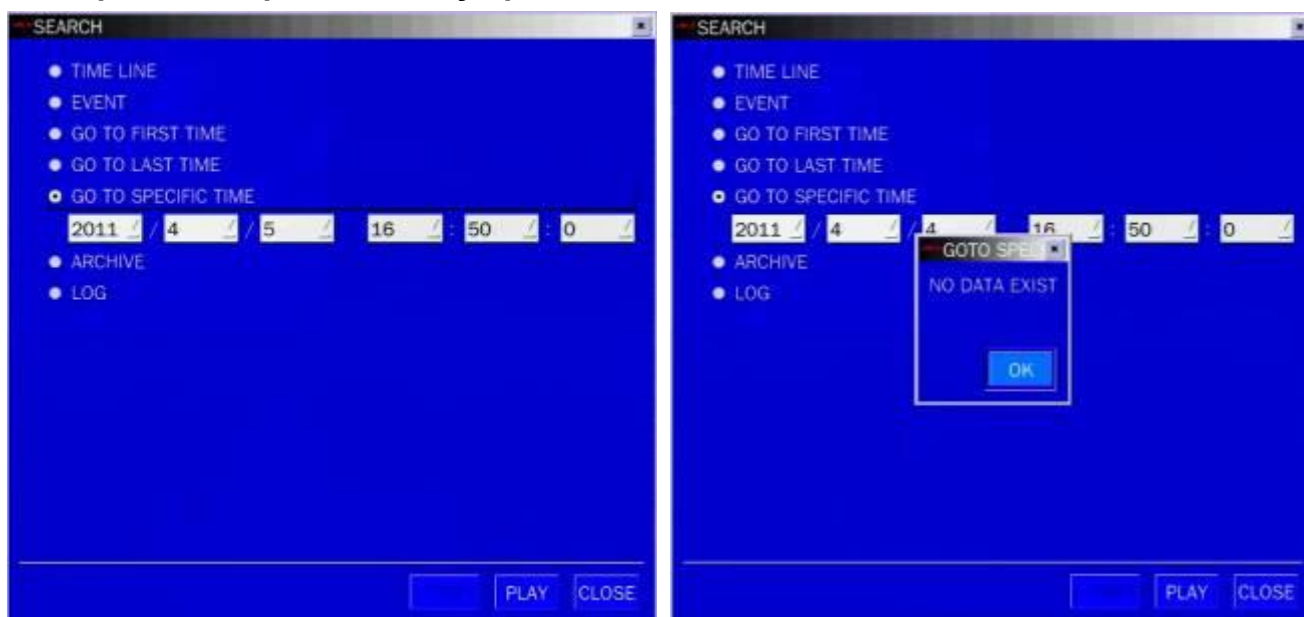 SEARCH
TIME LINE
EVENT
GO TO FIRST TIME
GO TO LAST TIME
GO TO SPECIFIC TIME
2011 / 4 / 5 16 : 50 : 0
ARCHIVE
LOG
PLAY CLOSE
SEARCH
TIME LINE
EVENT
GO TO FIRST TIME
GO TO LAST TIME
GO TO SPECIFIC TIME
2011 / 4 / 4 16 : 50 : 0
ARCHIVE
LOG
GOTO SPECI
NO DATA EXIST
OK
PLAY CLOSE